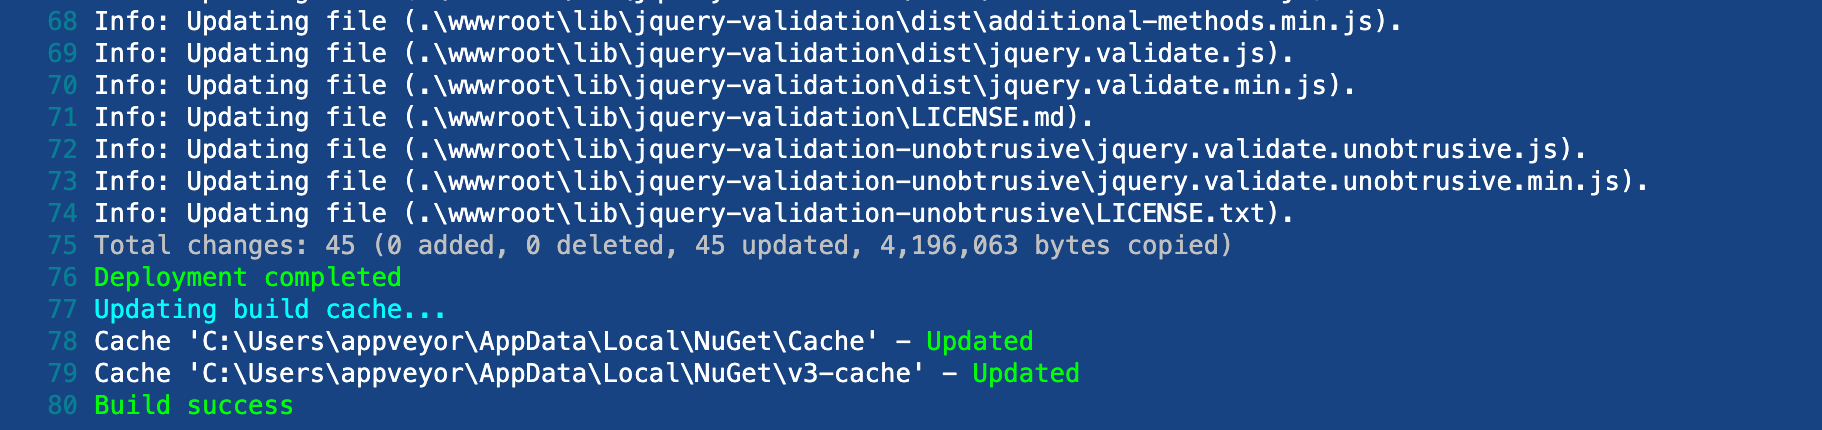 68 Info: Updating file (.\wwwroot\lib\jquery-validation\dist\additional-methods.min.js).
69 Info: Updating file (.\wwwroot\lib\jquery-validation\dist\jquery.validate.js).
70 Info: Updating file (.\wwwroot\lib\jquery-validation\dist\jquery.validate.min.js).
71 Info: Updating file (.\wwwroot\lib\jquery-validation\LICENSE.md).
72 Info: Updating file (.\wwwroot\lib\jquery-validation-unobtrusive\jquery.validate.unobtrusive.js).
73 Info: Updating file (.\wwwroot\lib\jquery-validation-unobtrusive\jquery.validate.unobtrusive.min.js).
74 Info: Updating file (.\wwwroot\lib\jquery-validation-unobtrusive\LICENSE.txt).
75 Total changes: 45 (0 added, 0 deleted, 45 updated, 4,196,063 bytes copied)
76 Deployment completed
77 Updating build cache...
78 Cache 'C:\Users\appveyor\AppData\Local\NuGet\Cache' - Updated
79 Cache 'C:\Users\appveyor\AppData\Local\NuGet\v3-cache' - Updated
80 Build success